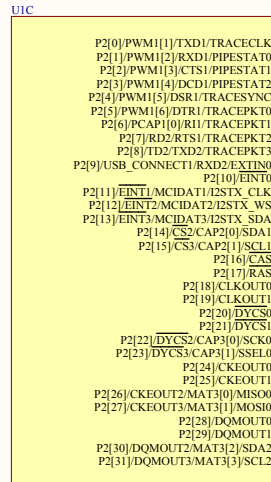 U1C
P2[0]/PWM1[1]/TXD1/TRACECLK
P2[1]/PWM1[2]/RXD1/PIPESTAT0
P2[2]/PWM1[3]/CTS1/PIPESTAT1
P2[3]/PWM1[4]/DCD1/PIPESTAT2
P2[4]/PWM1[5]/DSR1/TRACESYNC
P2[5]/PWM1[6]/DTR1/TRACEPKT0
P2[6]/PCAP1[0]/RI1/TRACEPKT1
P2[7]/RD2/RTS1/TRACEPKT2
P2[8]/TD2/TXD2/TRACEPKT3
P2[9]/USB_CONNECT1/RXD2/EXTIN0
P2[10]/EINT0
P2[11]/EINT1/MCIDAT1/I2STX_CLK
P2[12]/EINT2/MCIDAT2/I2STX_WS
P2[13]/EINT3/MCIDAT3/I2STX_SDA
P2[14]/CS2/CAP2[0]/SDA1
P2[15]/CS3/CAP2[1]/SCL1
P2[16]/CAS
P2[17]/RAS
P2[18]/CLKOUT0
P2[19]/CLKOUT1
P2[20]/DYCS0
P2[21]/DYCS1
P2[22]/DYCS2/CAP3[0]/SCK0
P2[23]/DYCS3/CAP3[1]/SSEL0
P2[24]/CKEOUT0
P2[25]/CKEOUT1
P2[26]/CKEOUT2/MAT3[0]/MISO0
P2[27]/CKEOUT3/MAT3[1]/MOSI0
P2[28]/DQMOUT0
P2[29]/DQMOUT1
P2[30]/DQMOUT2/MAT3[2]/SDA2
P2[31]/DQMOUT3/MAT3[3]/SCL2